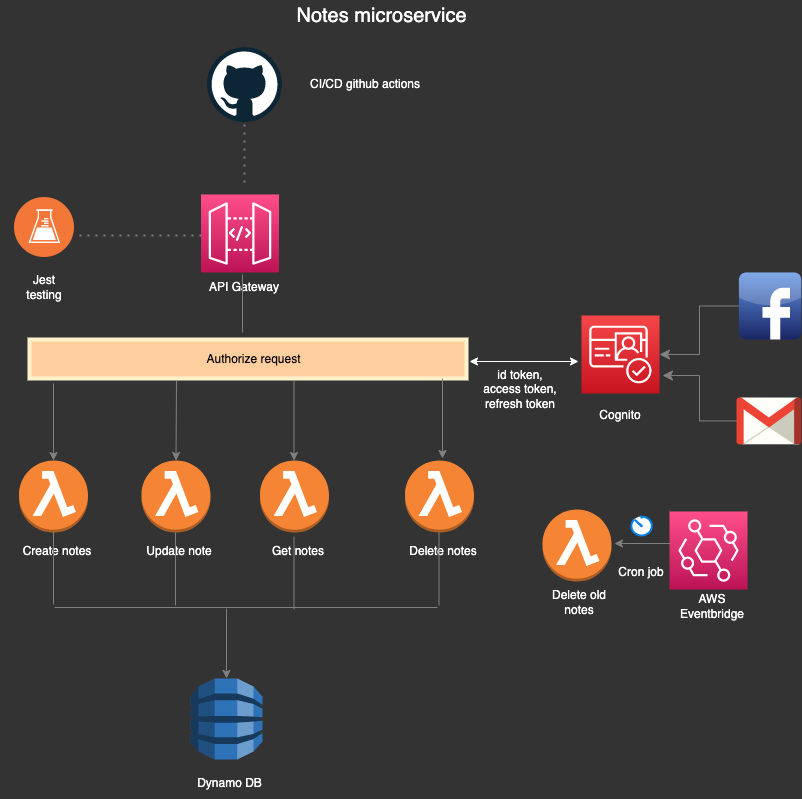 Notes microservice
CI/CD github actions
Jest
testing
</>
API Gateway
Authorize request
id token,
access token,
refresh token
Cognito
Create notes
Update note
Get notes
Delete notes
Cron job
Delete old
notes
AWS
Eventbridge
Dynamo DB